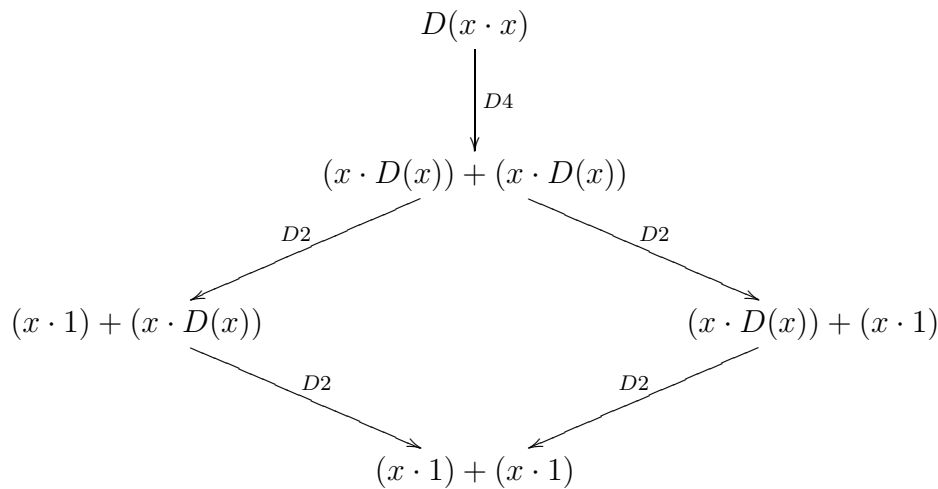 D(x · x)
D4
(x · D(x)) + (x · D(x))
D2 D2
(x · 1) + (x · D(x)) (x · D(x)) + (x · 1)
D2 D2
(x · 1) + (x · 1)